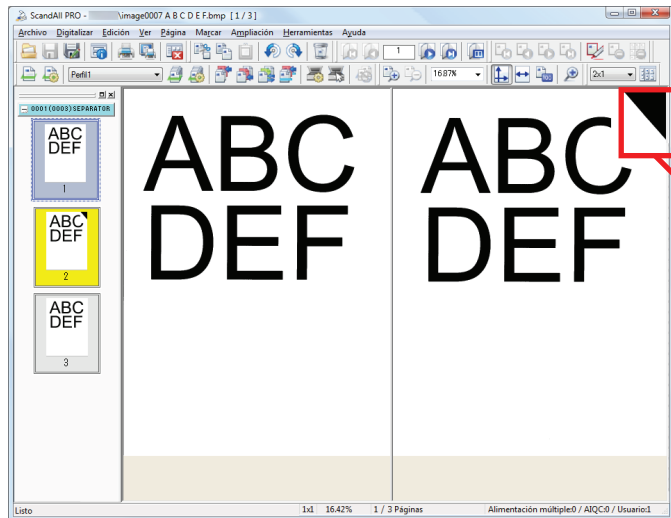 ScandAll PRO - \image0007 A B C D E F.bmp [ 1 / 3 ]
Archivo Digitalizar Edición Ver Página Marcar Ampliación Herramientas Ayuda
1
Perfil1 16.87% 2x1
0001(0003)SEPARATOR
ABC
DEF
1
ABC
DEF
2
ABC
DEF
3
ABC
DEF
ABC
DEF
Listo 1x1 16.42% 1 / 3 Páginas Alimentación múltiple:0 / AIQC:0 / Usuario:1